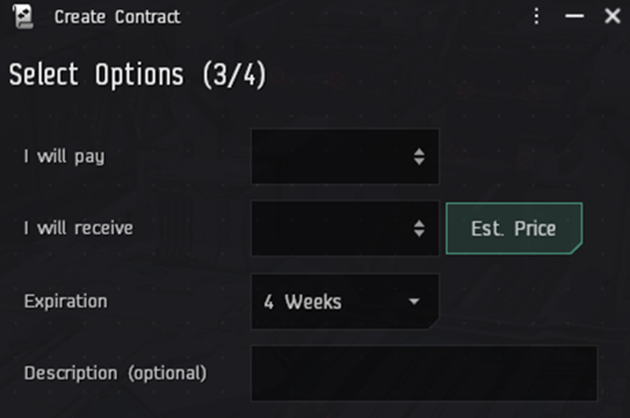 Create Contract
Select Options (3/4)
I will pay
I will receive
Est. Price
Expiration
4 Weeks
Description (optional)